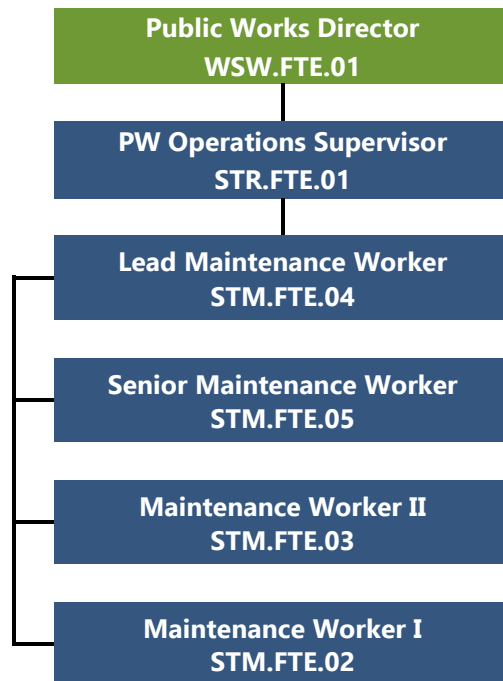 Public Works Director
WSW.FTE.01
PW Operations Supervisor
STR.FTE.01
Lead Maintenance Worker
STM.FTE.04
Senior Maintenance Worker
STM.FTE.05
Maintenance Worker II
STM.FTE.03
Maintenance Worker I
STM.FTE.02